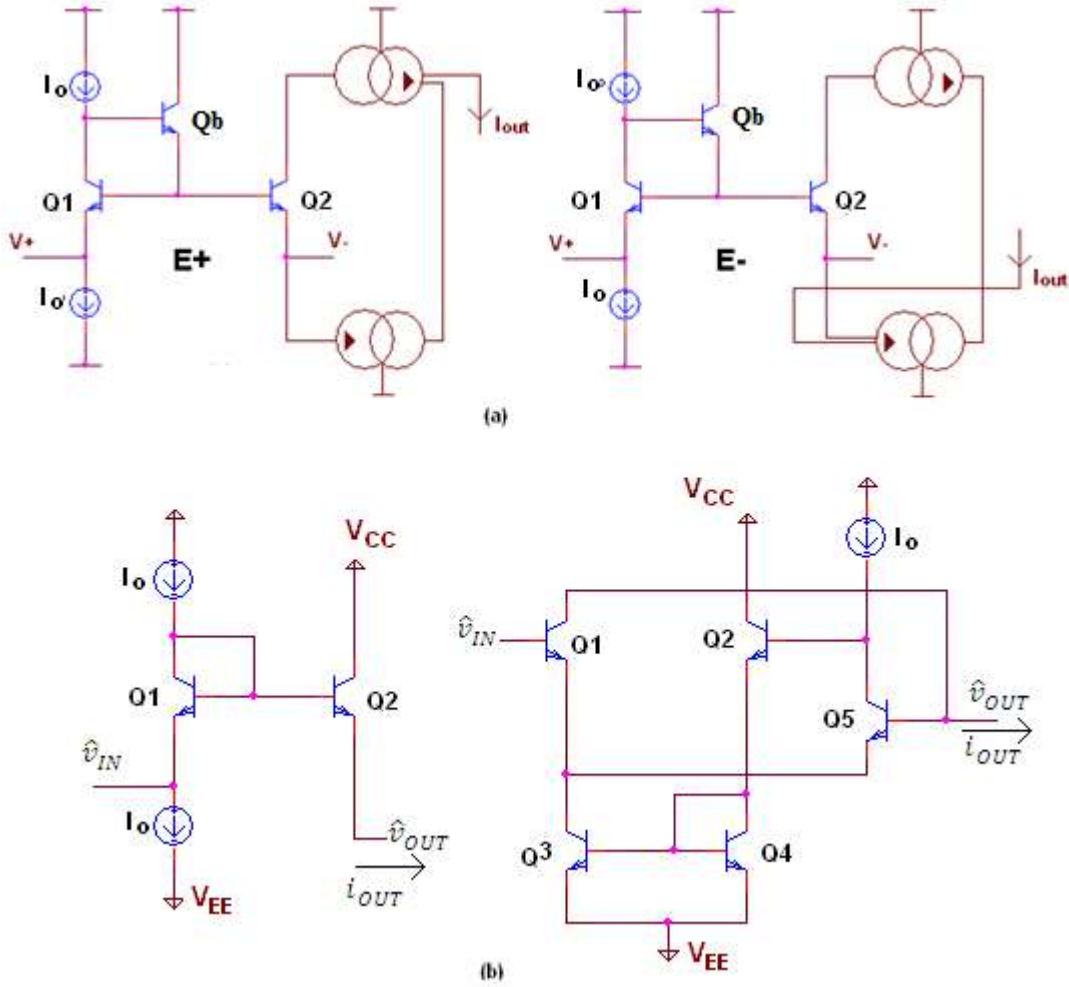 Io
Qb
Iout
Q1
Q2
V+
V-
E+
Io'
Io'
Qb
Q1
Q2
V+
V-
E-
Io
Iout
(a)
VCC
Io
Q1
Q2
v̂IN
Io
v̂OUT
iOUT
VEE
VCC
Io
v̂IN
Q1
Q2
Q5
v̂OUT
iOUT
Q3
Q4
VEE
(b)